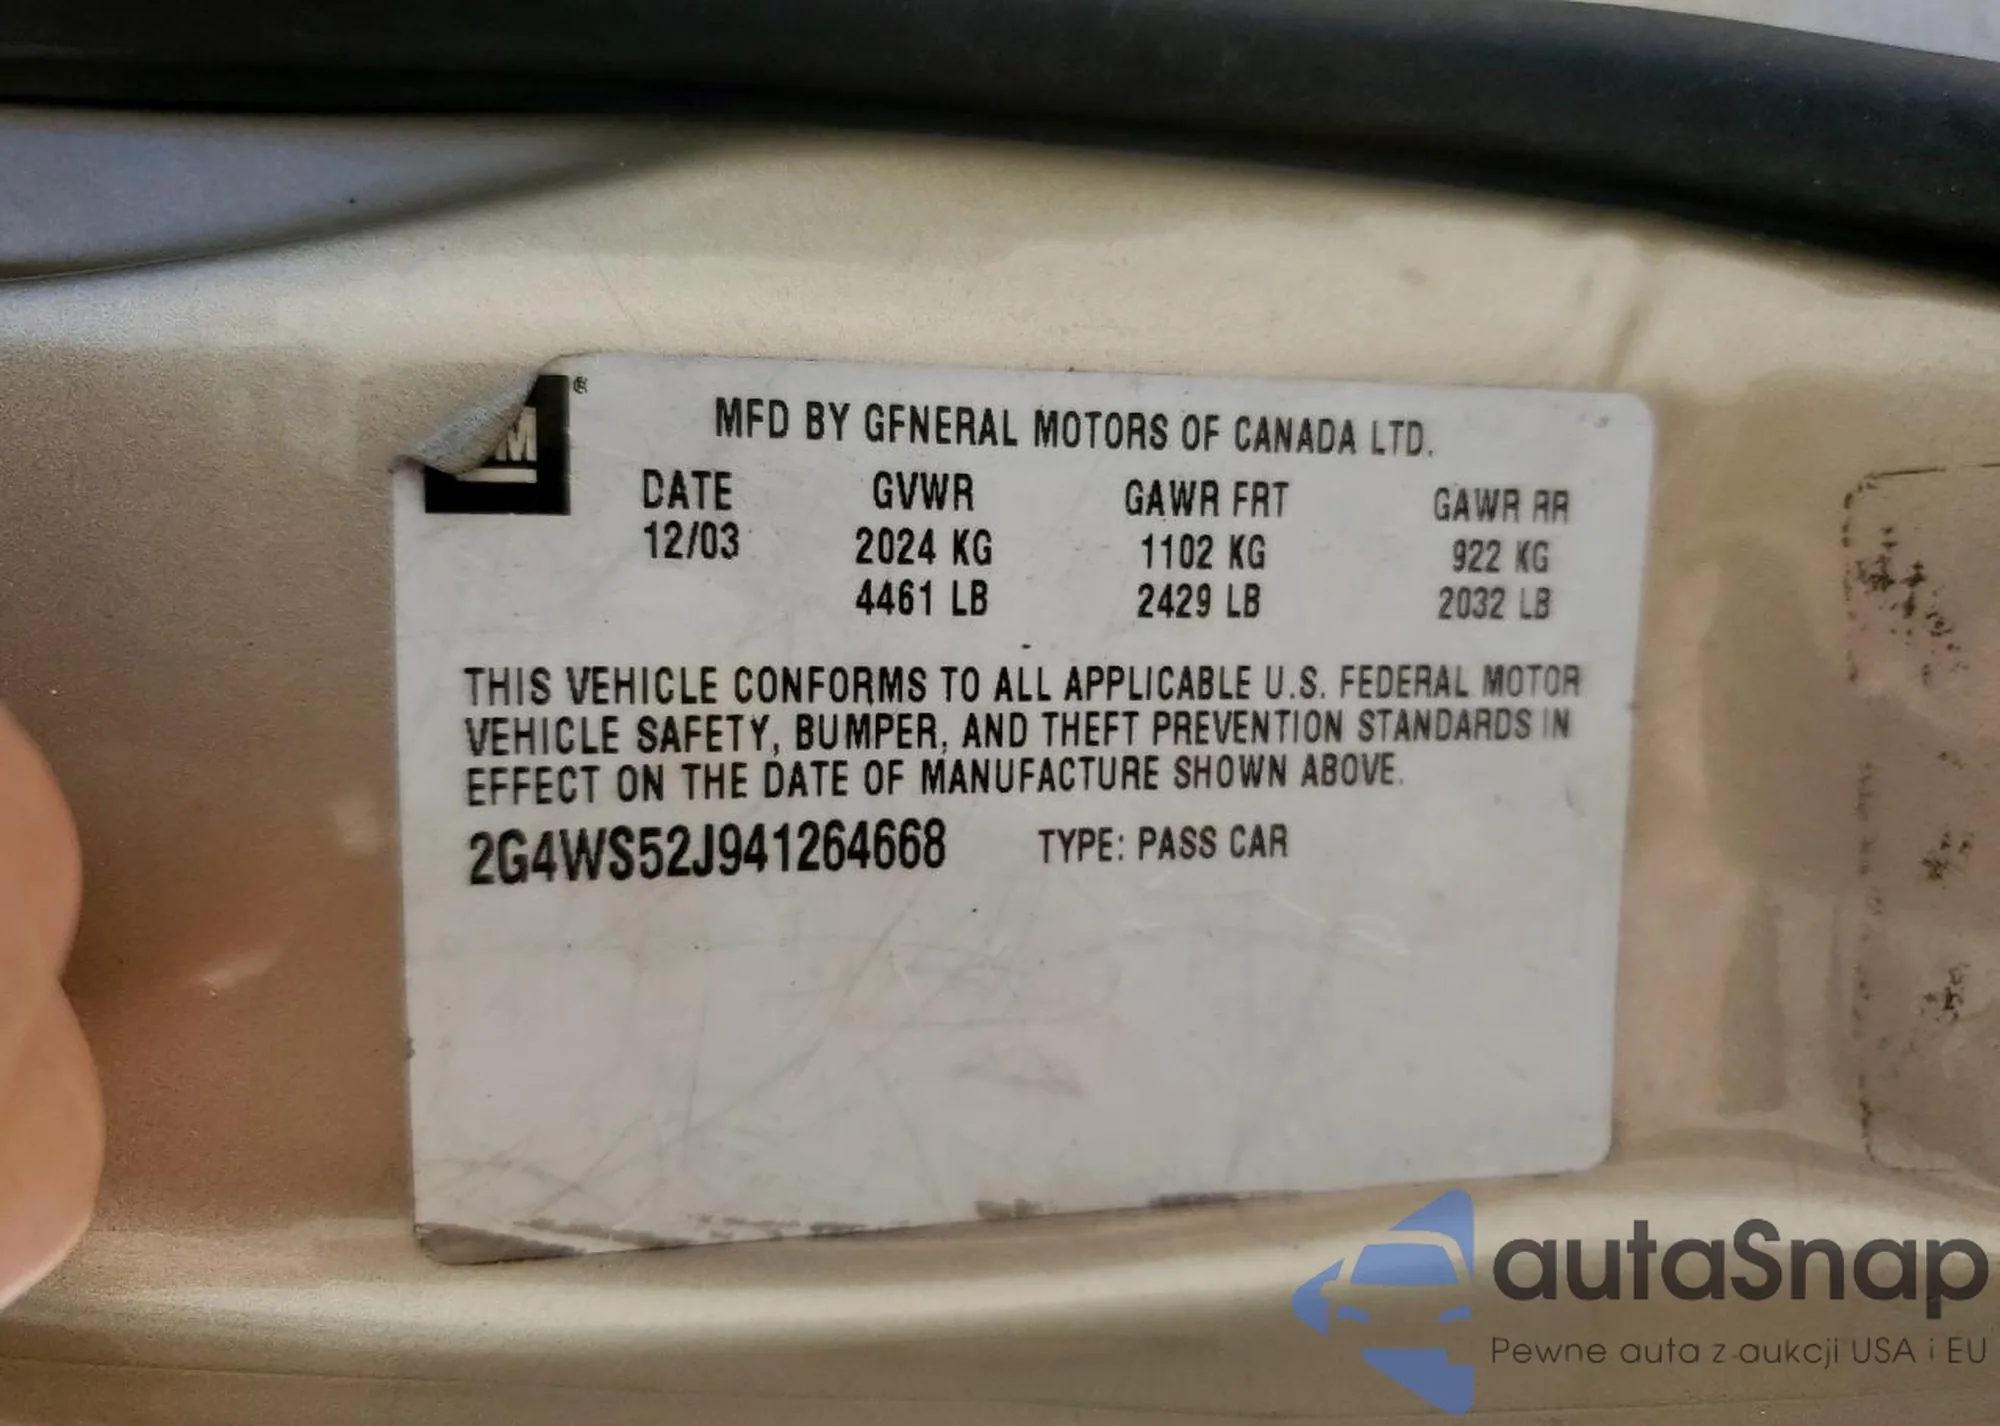 M ®
MFD BY GENERAL MOTORS OF CANADA LTD.
DATE GVWR GAWR FRT GAWR RR
12/03 2024 KG 1102 KG 922 KG
4461 LB 2429 LB 2032 LB
THIS VEHICLE CONFORMS TO ALL APPLICABLE U.S. FEDERAL MOTOR
VEHICLE SAFETY, BUMPER, AND THEFT PREVENTION STANDARDS IN
EFFECT ON THE DATE OF MANUFACTURE SHOWN ABOVE.
2G4WS52J941264668 TYPE: PASS CAR
autaSnap
Pewne auta z aukcji USA i EU